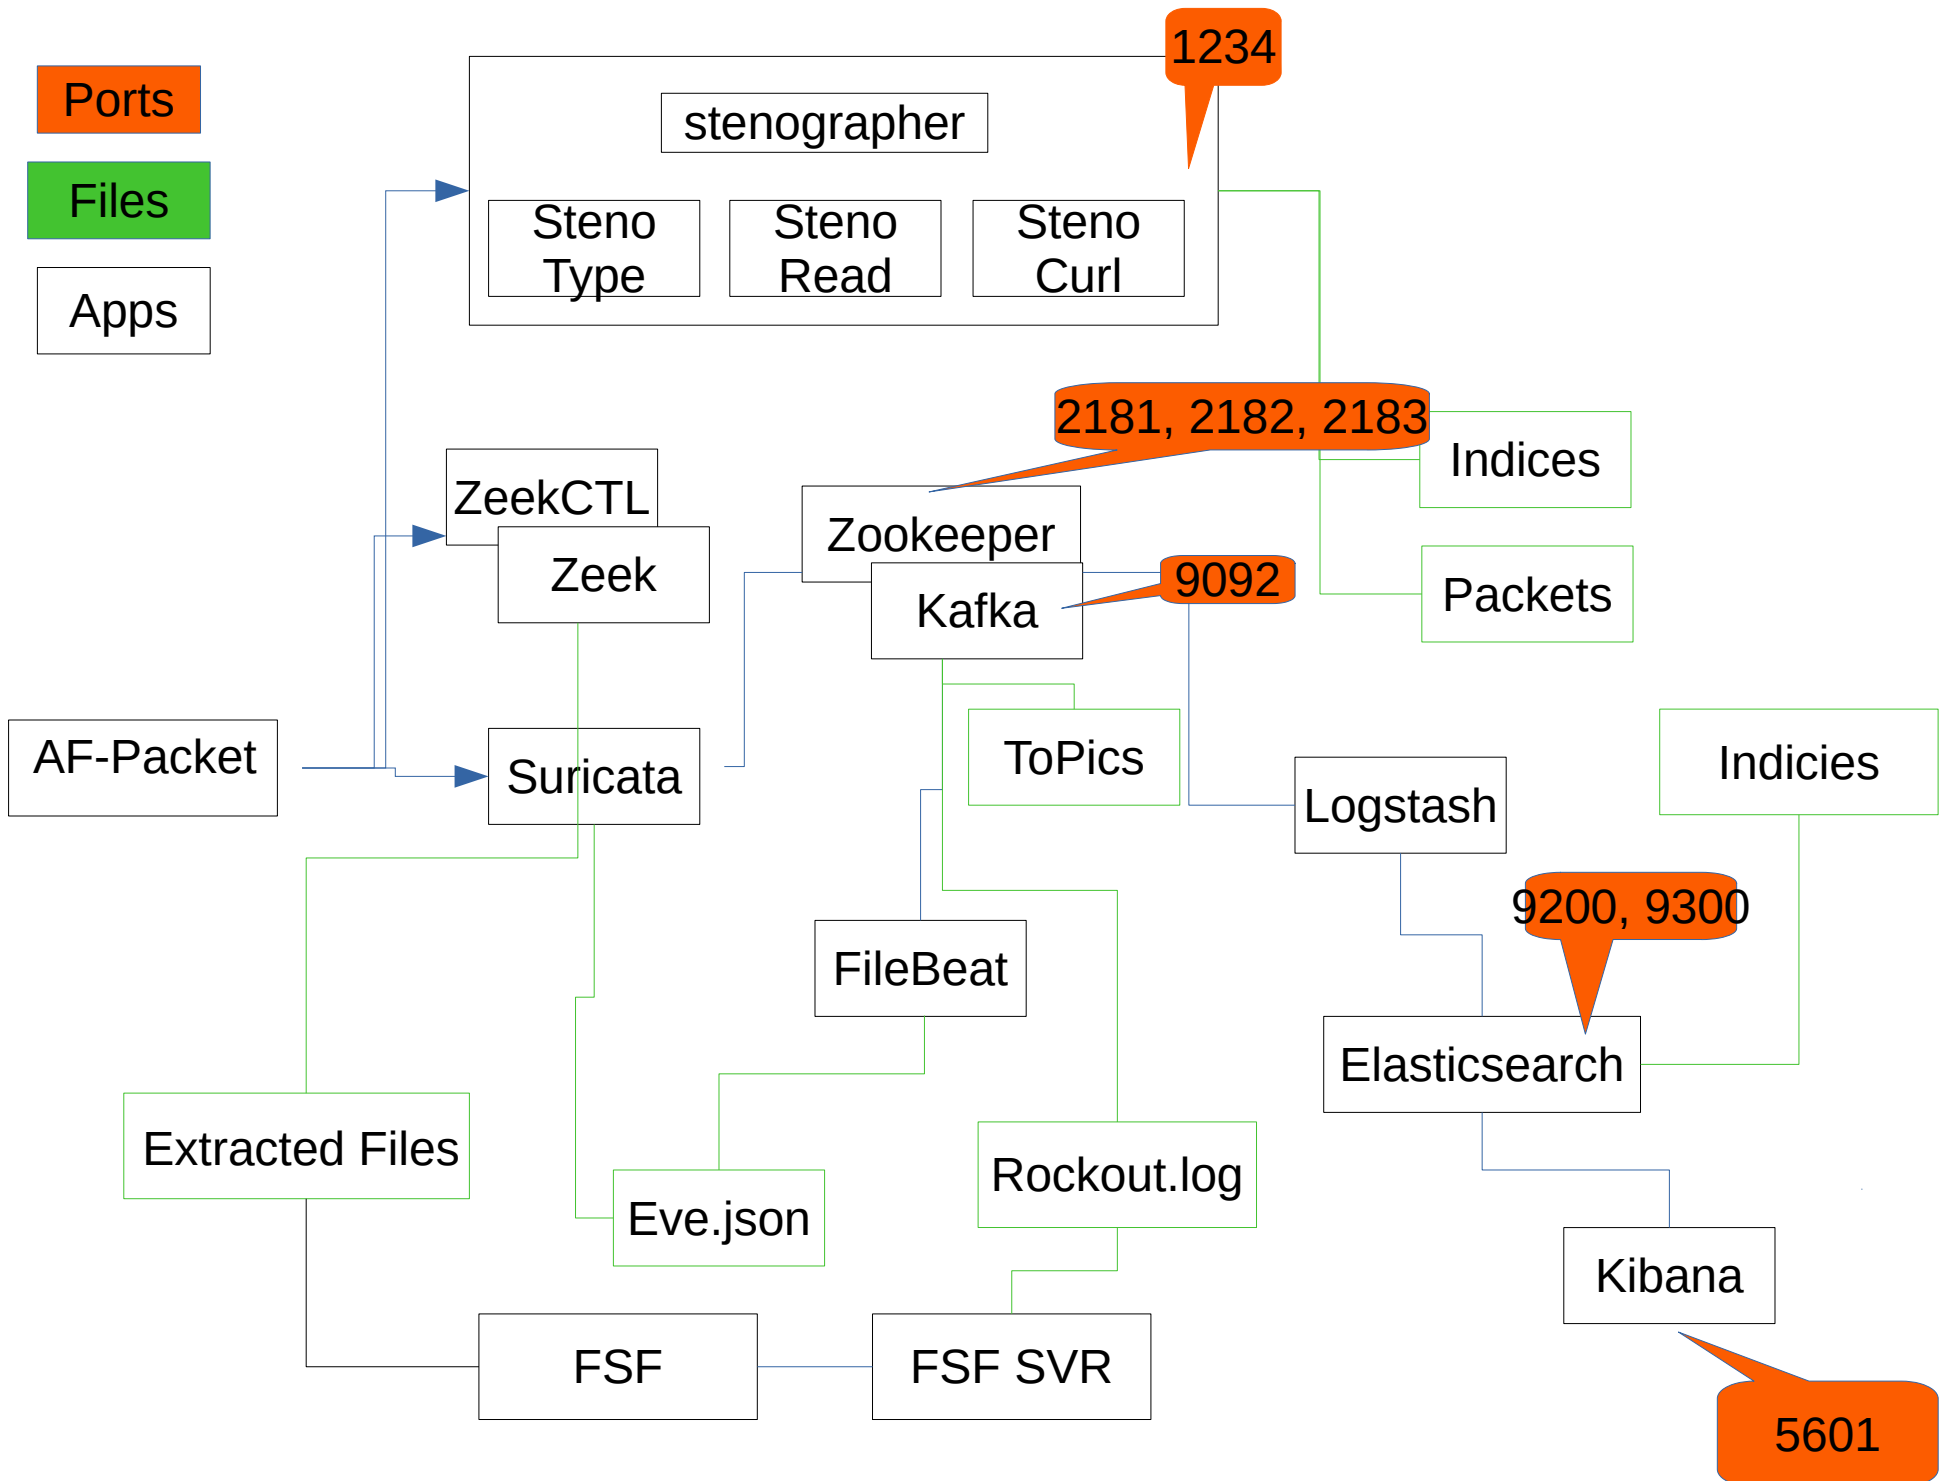 1234
Ports
stenographer
Files
Steno
Type
Steno
Read
Steno
Curl
Apps
2181, 2182, 2183
Indices
ZeekCTL
Zookeeper
Zeek
9092
Kafka
Packets
AF-Packet
Suricata
ToPics
Logstash
Indicies
9200, 9300
FileBeat
Elasticsearch
Extracted Files
Rockout.log
Eve.json
Kibana
FSF
FSF SVR
5601